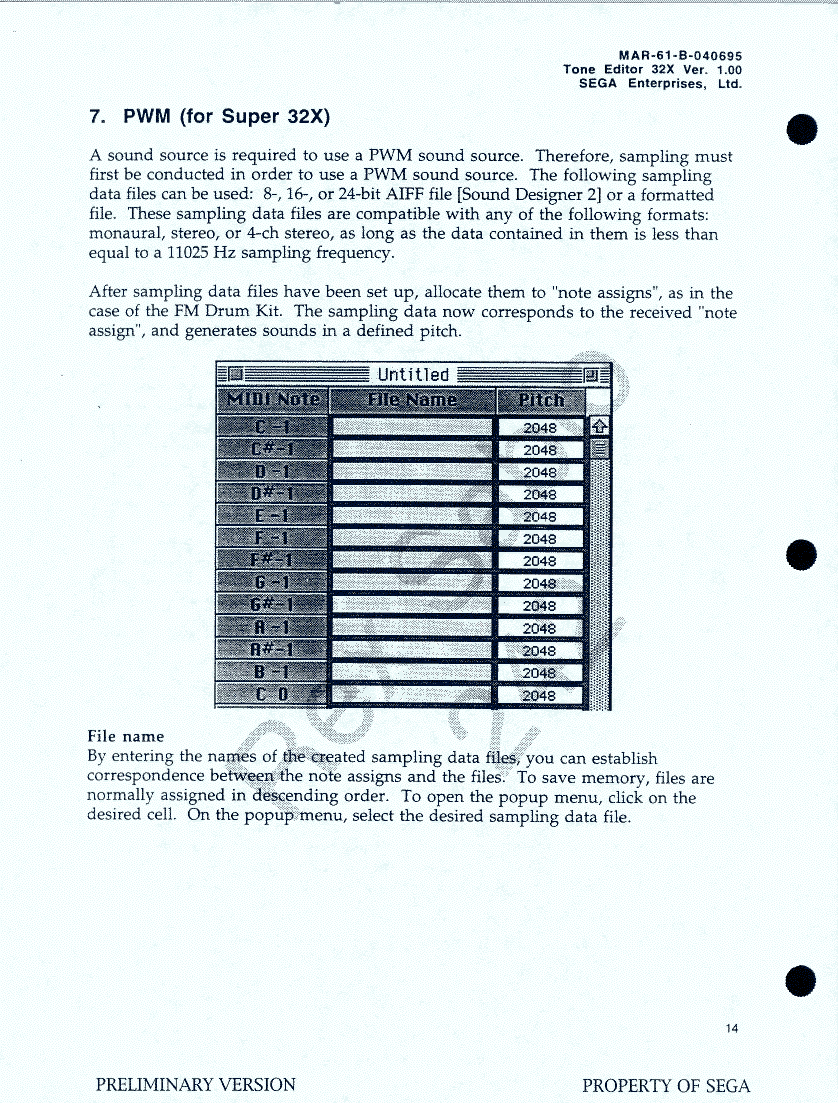 MAR-61-B-040695
Tone Editor 32X Ver. 1.00
SEGA Enterprises, Ltd.
7. PWM (for Super 32X)
A sound source is required to use a PWM sound source. Therefore, sampling must
first be conducted in order to use a PWM sound source. The following sampling
data files can be used: 8-, 16-, or 24-bit AIFF file [Sound Designer 2] or a formatted
file. These sampling data files are compatible with any of the following formats:
monaural, stereo, or 4-ch stereo, as long as the data contained in them is less than
equal to a 11025 Hz sampling frequency.
After sampling data files have been set up, allocate them to "note assigns", as in the
case of the FM Drum Kit. The sampling data now corresponds to the received "note
assign", and generates sounds in a defined pitch.
Untitled
MIDI Note File Name Pitch
C -1 2048
C#-1 2048
D -1 2048
D#-1 2048
E -1 2048
F -1 2048
F#-1 2048
G -1 2048
G#-1 2048
A -1 2048
A#-1 2048
B -1 2048
C 0 2048
File name
By entering the names of the created sampling data files, you can establish
correspondence between the note assigns and the files. To save memory, files are
normally assigned in descending order. To open the popup menu, click on the
desired cell. On the popup menu, select the desired sampling data file.
14
PRELIMINARY VERSION PROPERTY OF SEGA